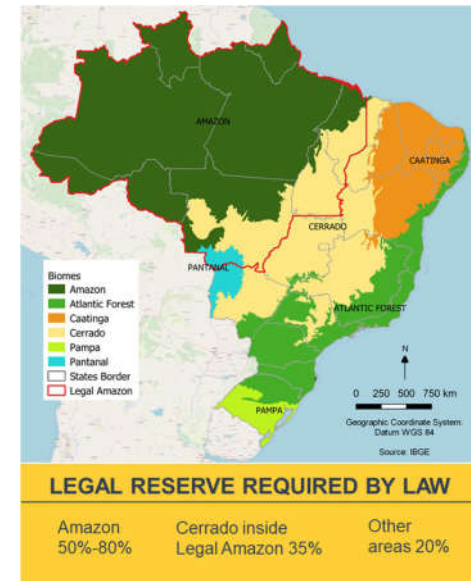 AMAZON
CAATINGA
CERRADO
PANTANAL
ATLANTIC FOREST
PAMPA
Biomes
Amazon
Atlantic Forest
Caatinga
Cerrado
Pampa
Pantanal
States Border
Legal Amazon
N
0 250 500 750 km
Geographic Coordinate System:
Datum WGS 84
Source: IBGE
LEGAL RESERVE REQUIRED BY LAW
Amazon
50%-80%
Cerrado inside
Legal Amazon 35%
Other
areas 20%